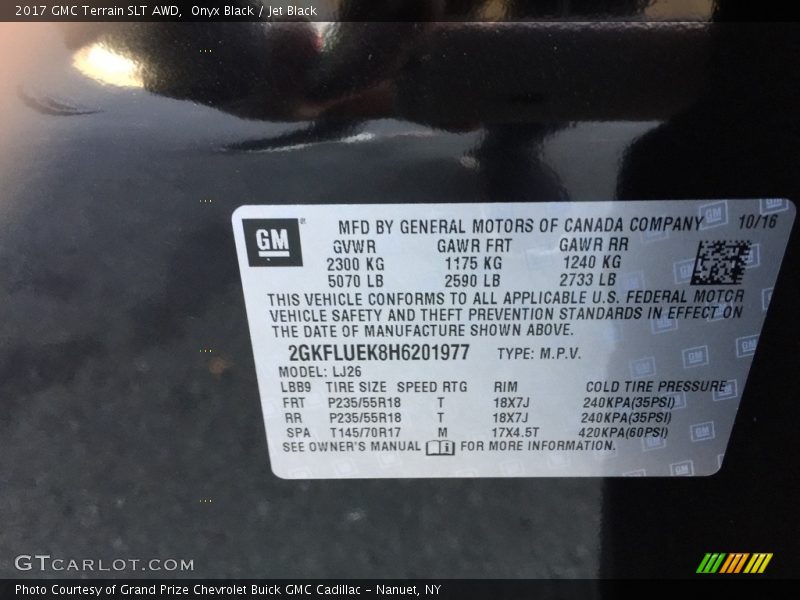 2017 GMC Terrain SLT AWD, Onyx Black / Jet Black
GM
MFD BY GENERAL MOTORS OF CANADA COMPANY 10/16
GVWR GAWR FRT GAWR RR
2300 KG 1175 KG 1240 KG
5070 LB 2590 LB 2733 LB
THIS VEHICLE CONFORMS TO ALL APPLICABLE U.S. FEDERAL MOTOR
VEHICLE SAFETY AND THEFT PREVENTION STANDARDS IN EFFECT ON
THE DATE OF MANUFACTURE SHOWN ABOVE.
2GKFLUEK8H6201977 TYPE: M.P.V.
MODEL: LJ26
LBB9 TIRE SIZE SPEED RTG RIM COLD TIRE PRESSURE
FRT P235/55R18 T 18X7J 240KPA(35PSI)
RR P235/55R18 T 18X7J 240KPA(35PSI)
SPA T145/70R17 M 17X4.5T 420KPA(60PSI)
SEE OWNER'S MANUAL i FOR MORE INFORMATION.
GTCARLOT.COM
Photo Courtesy of Grand Prize Chevrolet Buick GMC Cadillac - Nanuet, NY